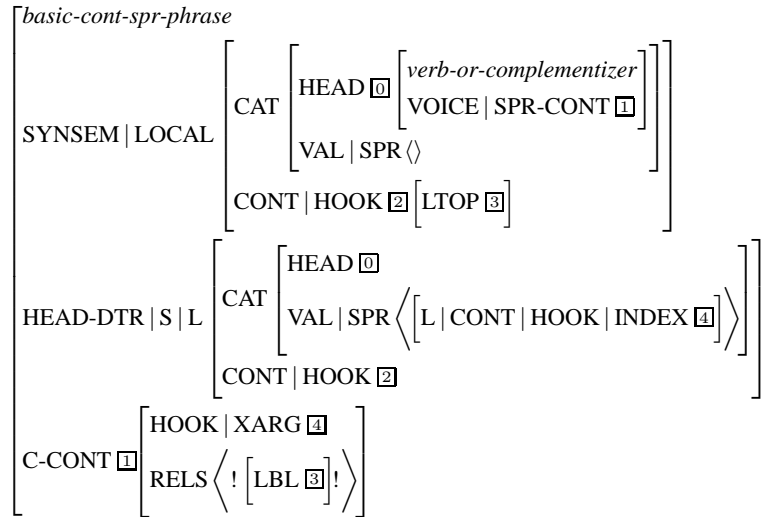 basic-cont-spr-phrase
SYNSEM | LOCAL [CAT [HEAD 0 [verb-or-complementizer
VOICE | SPR-CONT 1]
VAL | SPR ⟨⟩]
CONT | HOOK 2 [LTOP 3]]
HEAD-DTR | S | L [CAT [HEAD 0
VAL | SPR ⟨[L | CONT | HOOK | INDEX 4]⟩]
CONT | HOOK 2]
C-CONT 1 [HOOK | XARG 4
RELS ⟨! [LBL 3]! ⟩]